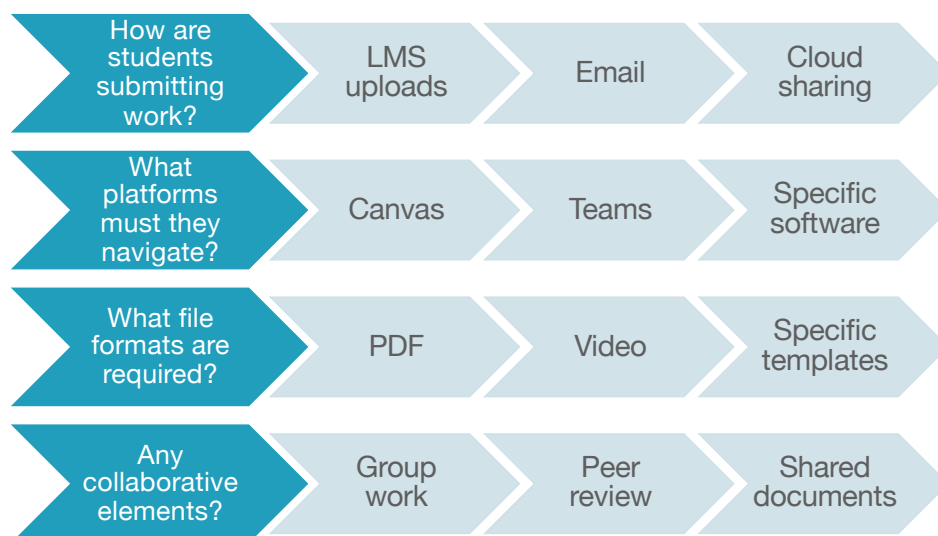 How are
students
submitting
work?
LMS
uploads
Email
Cloud
sharing
What
platforms
must they
navigate?
Canvas
Teams
Specific
software
What file
formats are
required?
PDF
Video
Specific
templates
Any
collaborative
elements?
Group
work
Peer
review
Shared
documents